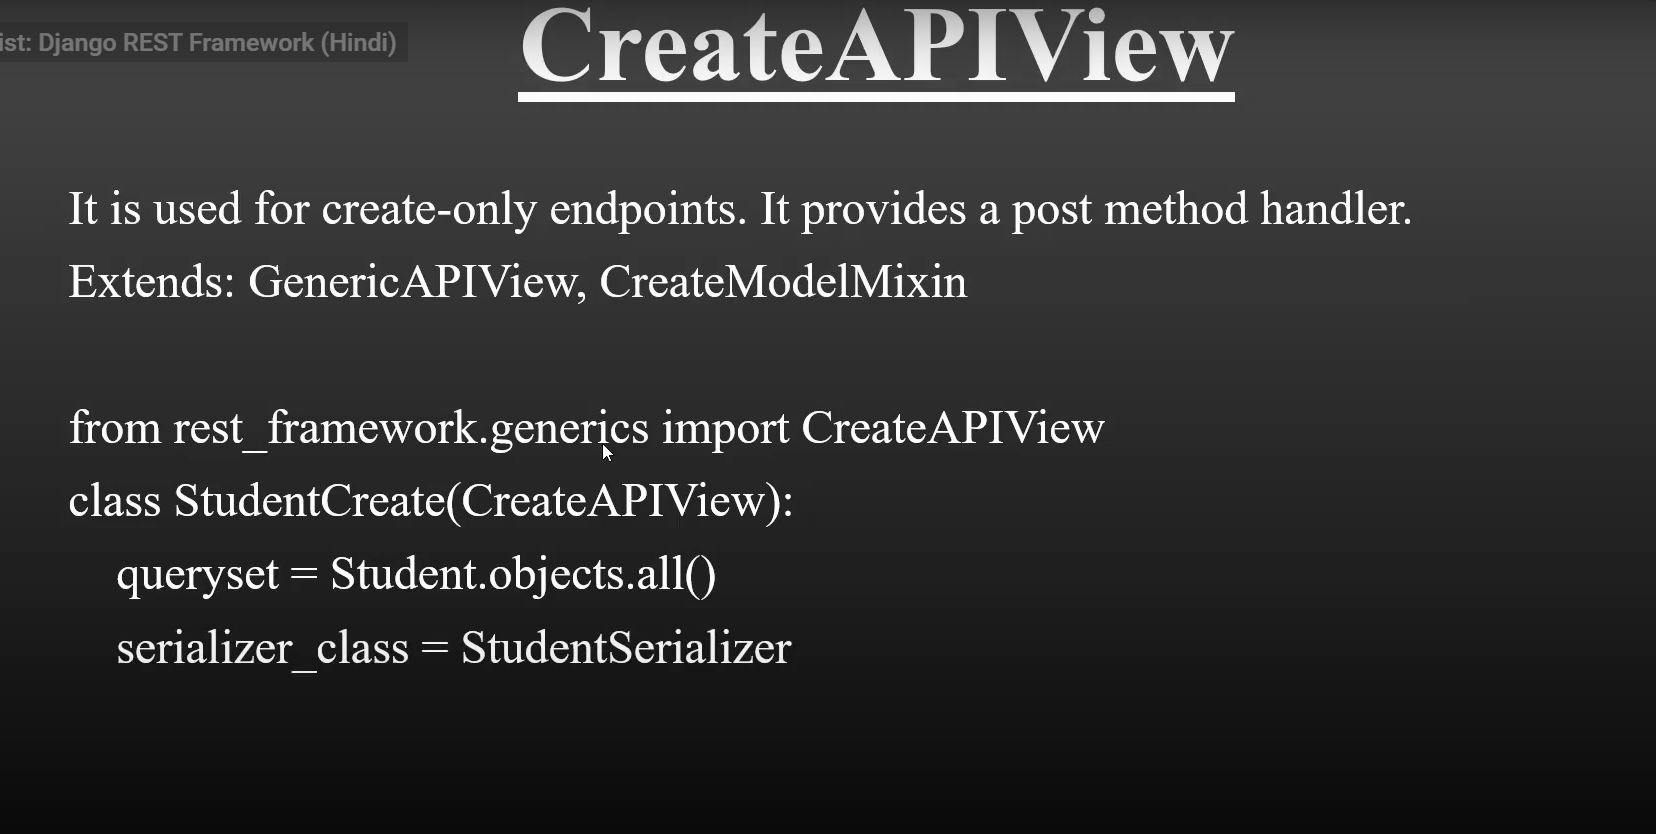 ist: Django REST Framework (Hindi)
CreateAPIView
It is used for create-only endpoints. It provides a post method handler.
Extends: GenericAPIView, CreateModelMixin
from rest_framework.generics import CreateAPIView
class StudentCreate(CreateAPIView):
queryset = Student.objects.all()
serializer_class = StudentSerializer